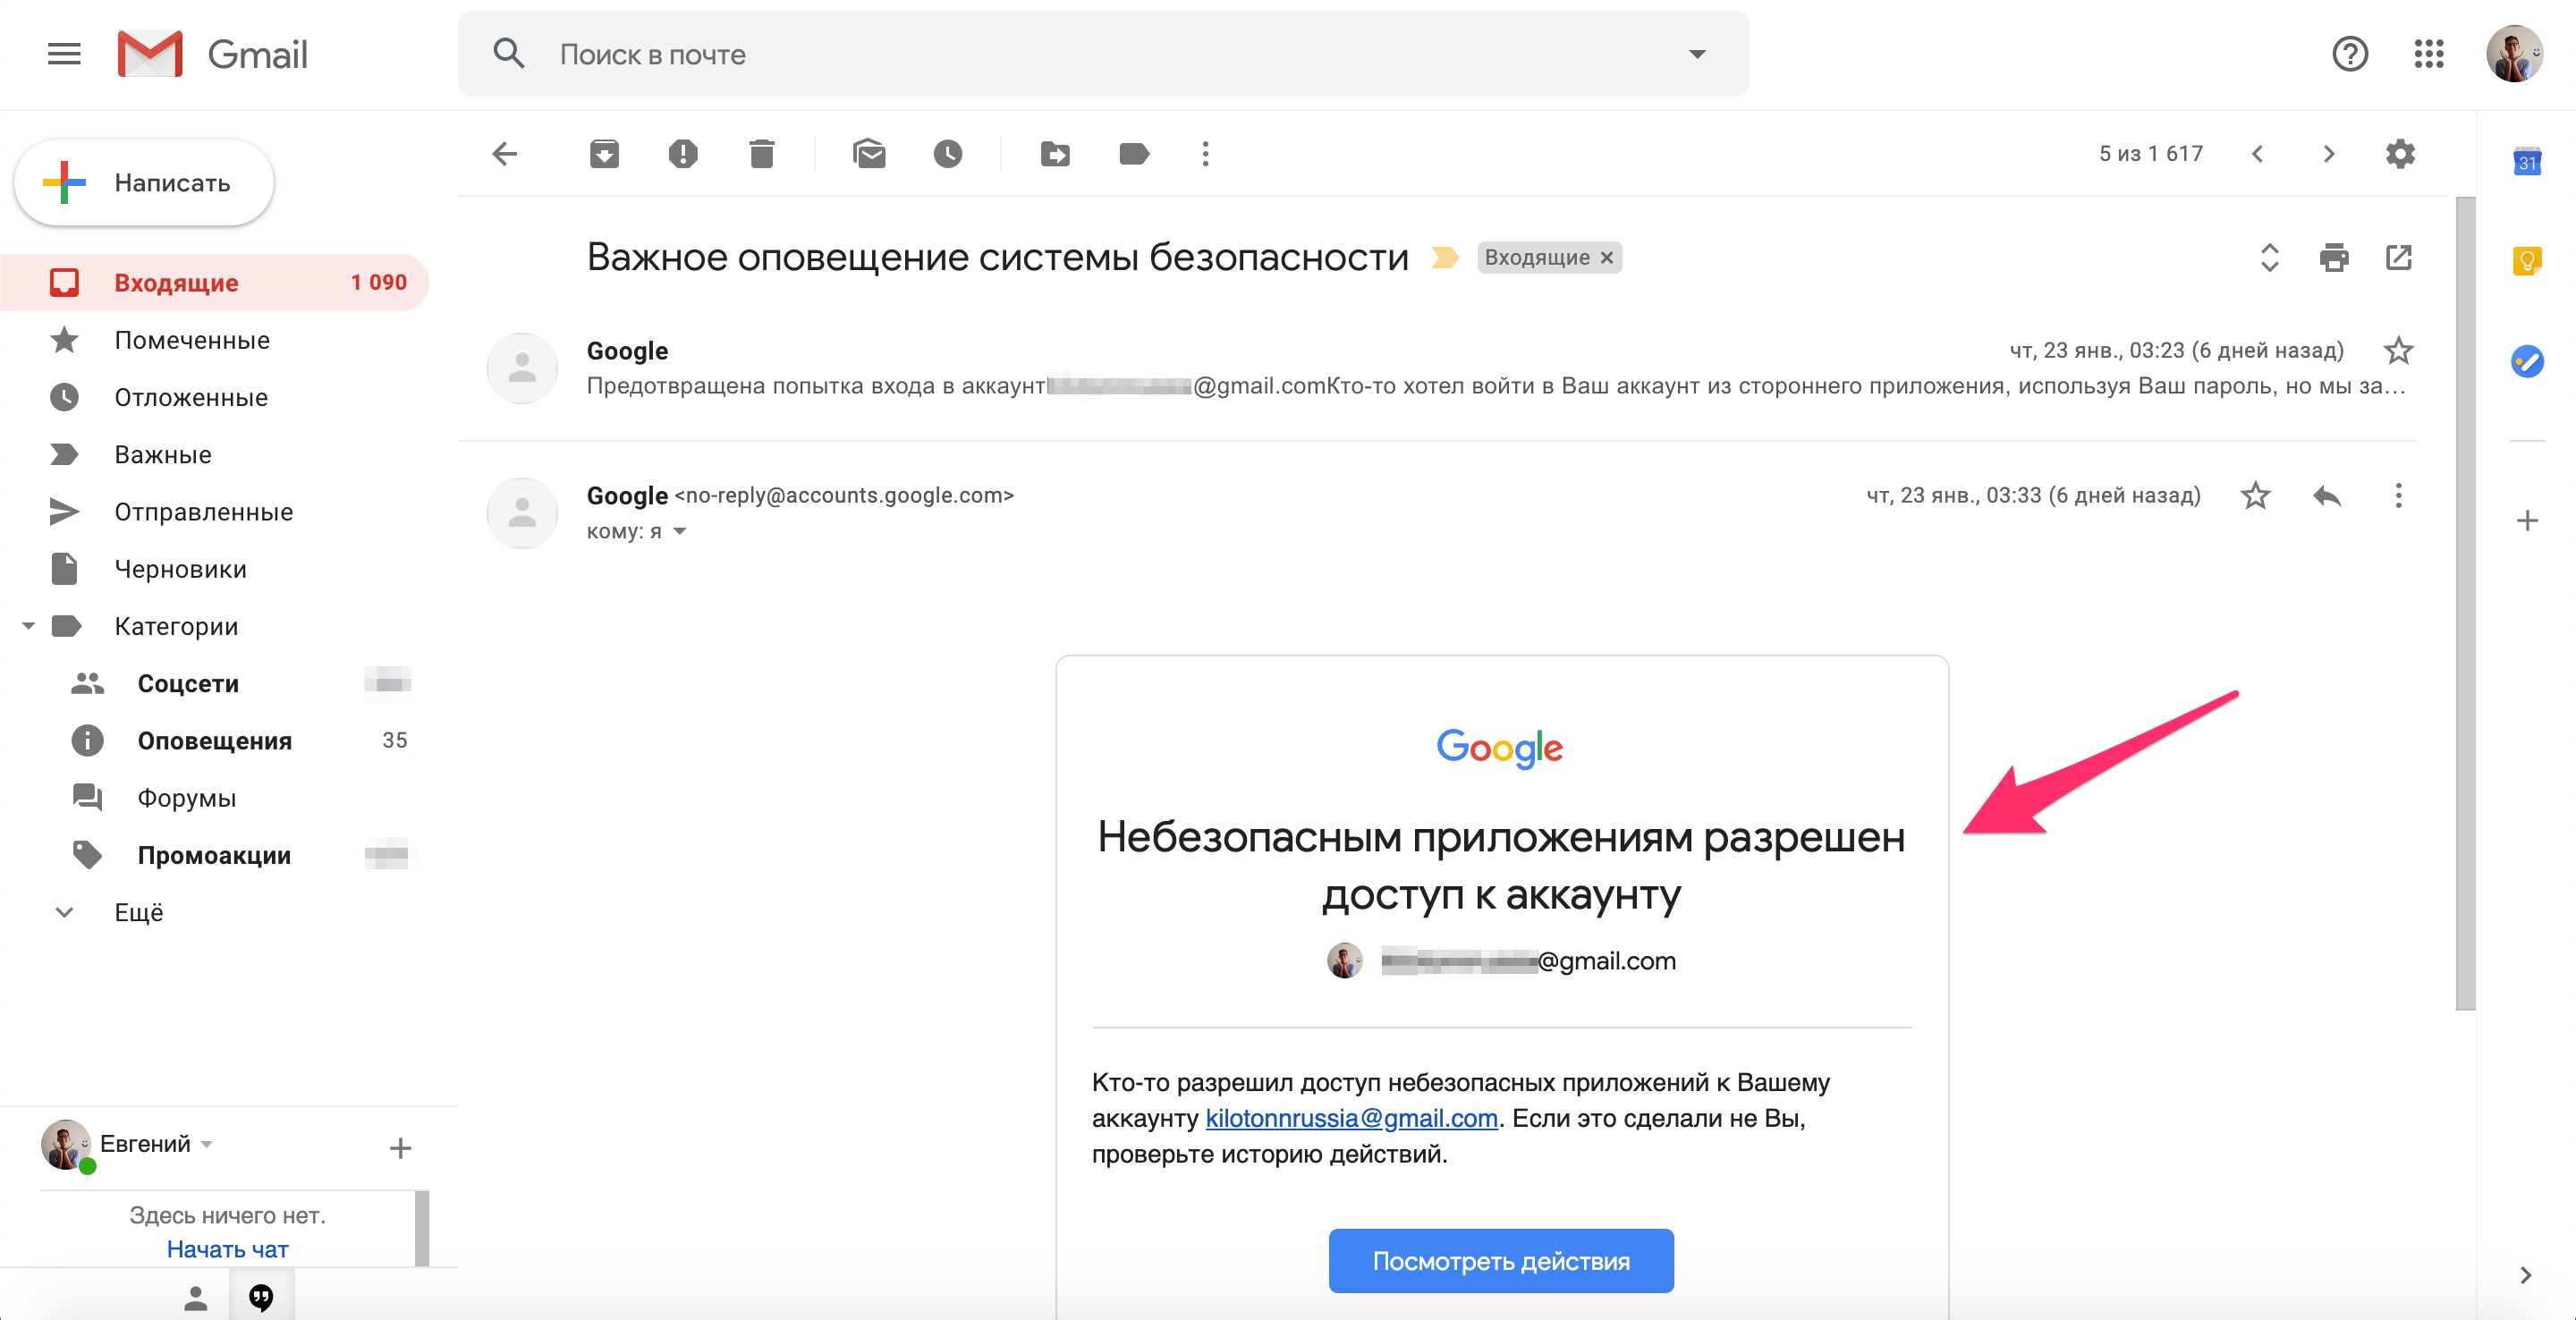 Gmail
Поиск в почте
Написать
5 из 1 617
31
Входящие 1 090
Помеченные
Отложенные
Важные
Отправленные
Черновики
Категории
Соцсети
Оповещения 35
Форумы
Промоакции
Ещё
Важное оповещение системы безопасности
Входящие ×
Google
чт, 23 янв., 03:23 (6 дней назад)
Предотвращена попытка входа в аккаунт @gmail.comКто-то хотел войти в Ваш аккаунт из стороннего приложения, используя Ваш пароль, но мы за...
Google <no-reply@accounts.google.com>
чт, 23 янв., 03:33 (6 дней назад)
кому: я
Google
Небезопасным приложениям разрешен
доступ к аккаунту
@gmail.com
Кто-то разрешил доступ небезопасных приложений к Вашему
аккаунту kilotonnrussia@gmail.com. Если это сделали не Вы,
проверьте историю действий.
Посмотреть действия
Евгений
Здесь ничего нет.
Начать чат